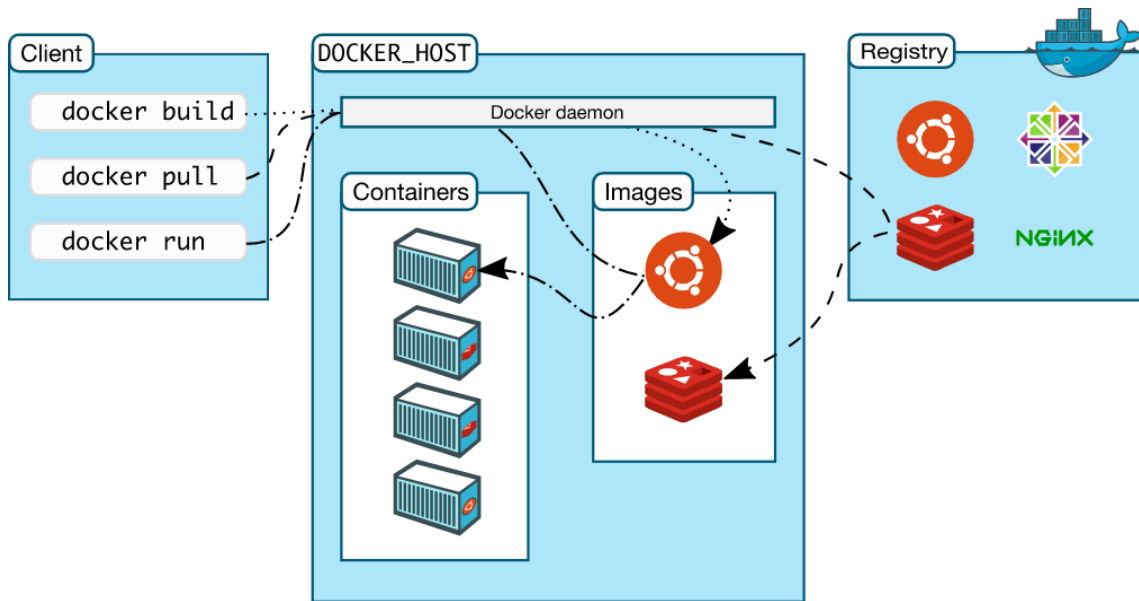 Client
docker build
docker pull
docker run
DOCKER_HOST
Docker daemon
Containers
Images
Registry
NGiNX